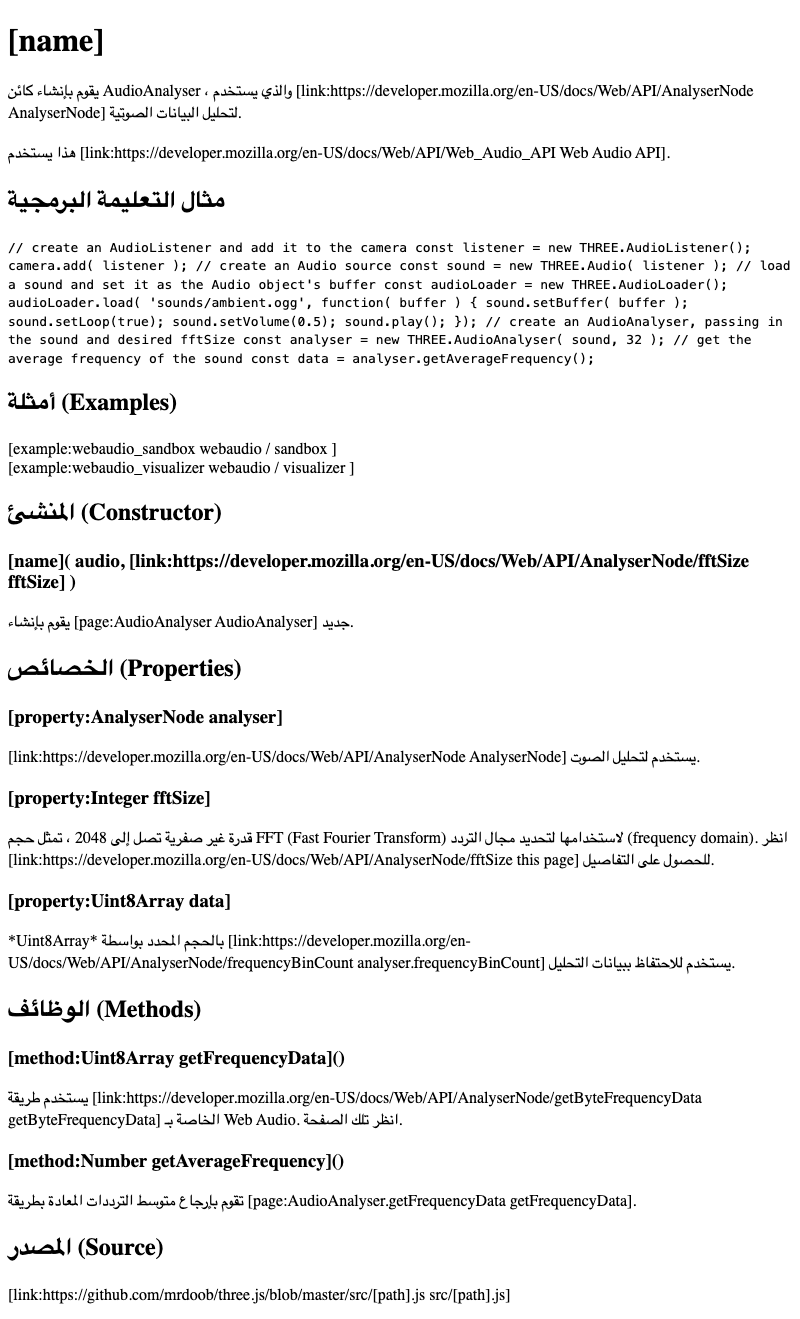 [name]
يقوم بإنشاء كائن AudioAnalyser ، والذي يستخدم [link:https://developer.mozilla.org/en-US/docs/Web/API/AnalyserNode
AnalyserNode] لتحليل البيانات الصوتية.
هذا يستخدم [link:https://developer.mozilla.org/en-US/docs/Web/API/Web_Audio_API Web Audio API].
مثال التعليمة البرمجية
// create an AudioListener and add it to the camera const listener = new THREE.AudioListener();
camera.add( listener ); // create an Audio source const sound = new THREE.Audio( listener ); // load
a sound and set it as the Audio object's buffer const audioLoader = new THREE.AudioLoader();
audioLoader.load( 'sounds/ambient.ogg', function( buffer ) { sound.setBuffer( buffer );
sound.setLoop(true); sound.setVolume(0.5); sound.play(); }); // create an AudioAnalyser, passing in
the sound and desired fftSize const analyser = new THREE.AudioAnalyser( sound, 32 ); // get the
average frequency of the sound const data = analyser.getAverageFrequency();
أمثلة (Examples)
[example:webaudio_sandbox webaudio / sandbox ]
[example:webaudio_visualizer webaudio / visualizer ]
المنشئ (Constructor)
[name]( audio, [link:https://developer.mozilla.org/en-US/docs/Web/API/AnalyserNode/fftSize
fftSize] )
يقوم بإنشاء [page:AudioAnalyser AudioAnalyser] جديد.
الخصائص (Properties)
[property:AnalyserNode analyser]
[link:https://developer.mozilla.org/en-US/docs/Web/API/AnalyserNode AnalyserNode] يستخدم لتحليل الصوت.
[property:Integer fftSize]
قدرة غير صفرية تصل إلى 2048 ، تمثل حجم FFT (Fast Fourier Transform) لاستخدامها لتحديد مجال التردد (frequency domain). انظر
[link:https://developer.mozilla.org/en-US/docs/Web/API/AnalyserNode/fftSize this page] للحصول على التفاصيل.
[property:Uint8Array data]
*Uint8Array* بالحجم المحدد بواسطة [link:https://developer.mozilla.org/en-
US/docs/Web/API/AnalyserNode/frequencyBinCount analyser.frequencyBinCount] يستخدم للاحتفاظ ببيانات التحليل.
الوظائف (Methods)
[method:Uint8Array getFrequencyData]()
يستخدم طريقة [link:https://developer.mozilla.org/en-US/docs/Web/API/AnalyserNode/getByteFrequencyData
getByteFrequencyData] الخاصة بـ Web Audio. انظر تلك الصفحة.
[method:Number getAverageFrequency]()
تقوم بإرجاع متوسط الترددات المعادة بطريقة [page:AudioAnalyser.getFrequencyData getFrequencyData].
المصدر (Source)
[link:https://github.com/mrdoob/three.js/blob/master/src/[path].js src/[path].js]